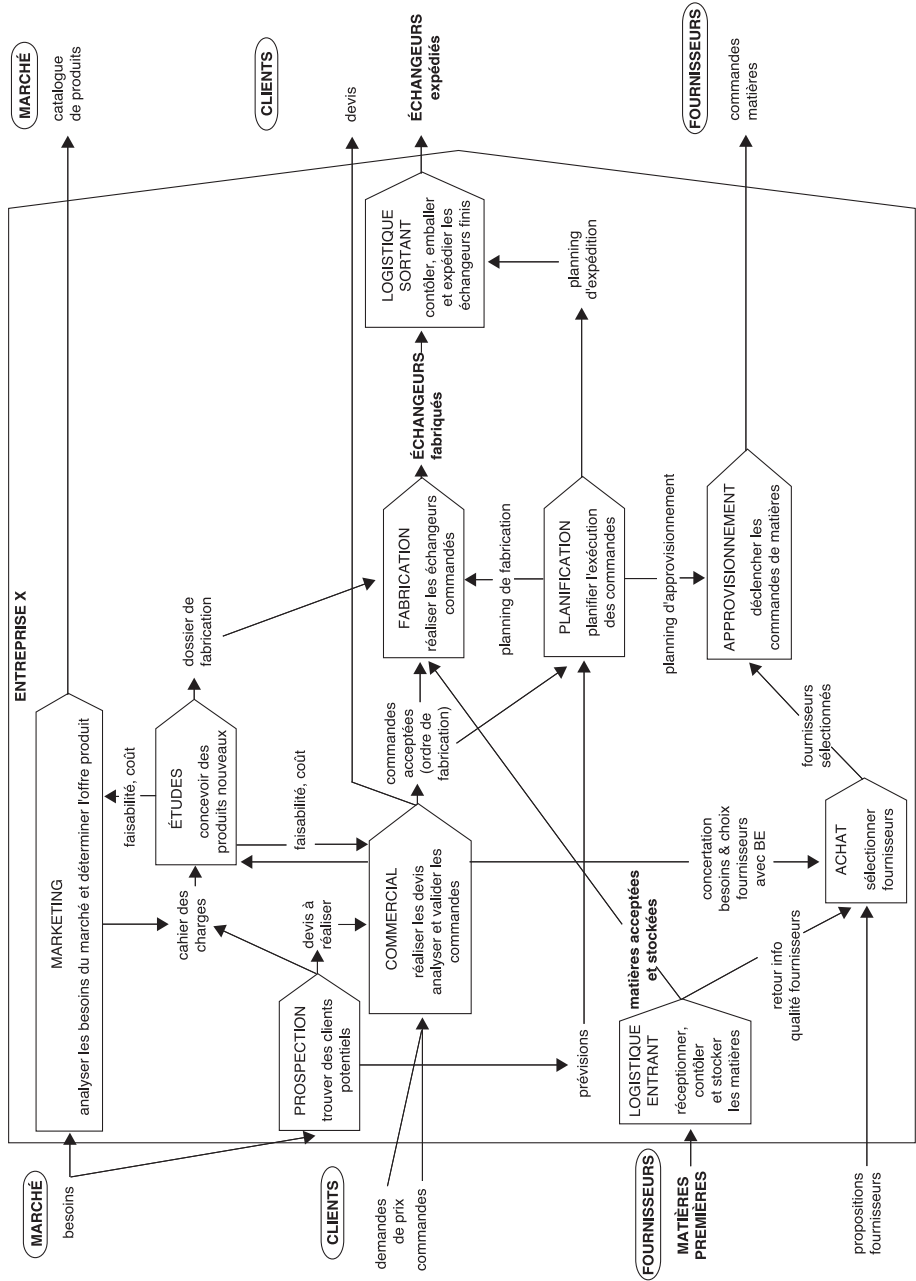 ENTREPRISE X
MARCHÉ
besoins
MARKETING
analyser les besoins du marché et déterminer l'offre produit
MARCHÉ
catalogue
de produits
faisabilité, coût
cahier des
charges
ÉTUDES
concevoir des
produits nouveaux
dossier de
fabrication
faisabilité, coût
CLIENTS
PROSPECTION
trouver des clients
potentiels
devis à
réaliser
CLIENTS
devis
demandes
de prix
commandes
COMMERCIAL
réaliser les devis
analyser et valider les
commandes
commandes
acceptées
(ordre de
fabrication)
FABRICATION
réaliser les échangeurs
commandés
ÉCHANGEURS
fabriqués
LOGISTIQUE
SORTANT
contôler, emballer
et expédier les
échangeurs finis
ÉCHANGEURS
expédiés
planning de fabrication
prévisions
PLANIFICATION
planifier l'exécution
des commandes
planning
d'expédition
planning d'approvisionnement
FOURNISSEURS
MATIÈRES
PREMIÈRES
LOGISTIQUE
ENTRANT
réceptionner,
contôler
et stocker
les matières
matières acceptées
et stockées
concertation
besoins & choix
fournisseurs
avec BE
retour info
qualité fournisseurs
APPROVISIONNEMENT
déclencher les
commandes de matières
FOURNISSEURS
commandes
matières
fournisseurs
sélectionnés
propositions
fournisseurs
ACHAT
sélectionner
fournisseurs